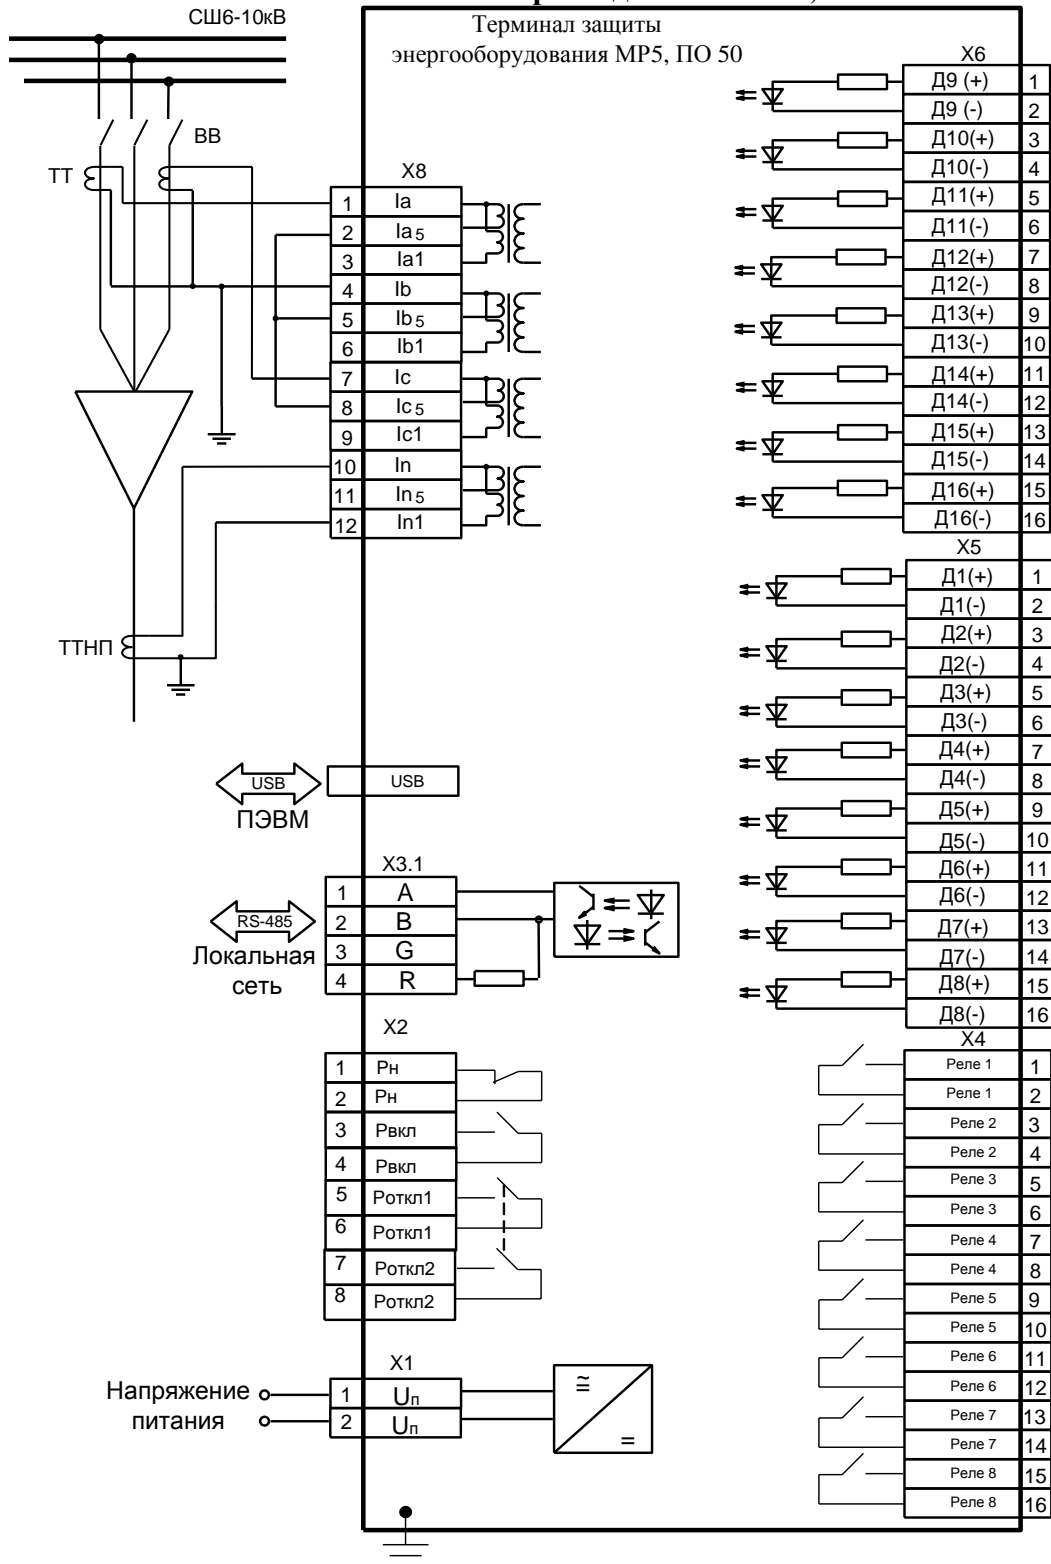 СШ6-10кВ
Терминал защиты
энергооборудования МР5, ПО 50
ВВ
ТТ
X8
1 Ia
2 Ia5
3 Ia1
4 Ib
5 Ib5
6 Ib1
7 Ic
8 Ic5
9 Ic1
10 In
11 In5
12 In1
ТТНП
USB
USB
ПЭВМ
X3.1
1 A
2 B
3 G
4 R
RS-485
Локальная
сеть
X2
1 Рн
2 Рн
3 Рвкл
4 Рвкл
5 Роткл1
6 Роткл1
7 Роткл2
8 Роткл2
X1
1 Uп
2 Uп
Напряжение
питания
≅
=
X6
Д9 (+) 1
Д9 (-) 2
Д10(+) 3
Д10(-) 4
Д11(+) 5
Д11(-) 6
Д12(+) 7
Д12(-) 8
Д13(+) 9
Д13(-) 10
Д14(+) 11
Д14(-) 12
Д15(+) 13
Д15(-) 14
Д16(+) 15
Д16(-) 16
X5
Д1(+) 1
Д1(-) 2
Д2(+) 3
Д2(-) 4
Д3(+) 5
Д3(-) 6
Д4(+) 7
Д4(-) 8
Д5(+) 9
Д5(-) 10
Д6(+) 11
Д6(-) 12
Д7(+) 13
Д7(-) 14
Д8(+) 15
Д8(-) 16
X4
Реле 1 1
Реле 1 2
Реле 2 3
Реле 2 4
Реле 3 5
Реле 3 6
Реле 4 7
Реле 4 8
Реле 5 9
Реле 5 10
Реле 6 11
Реле 6 12
Реле 7 13
Реле 7 14
Реле 8 15
Реле 8 16